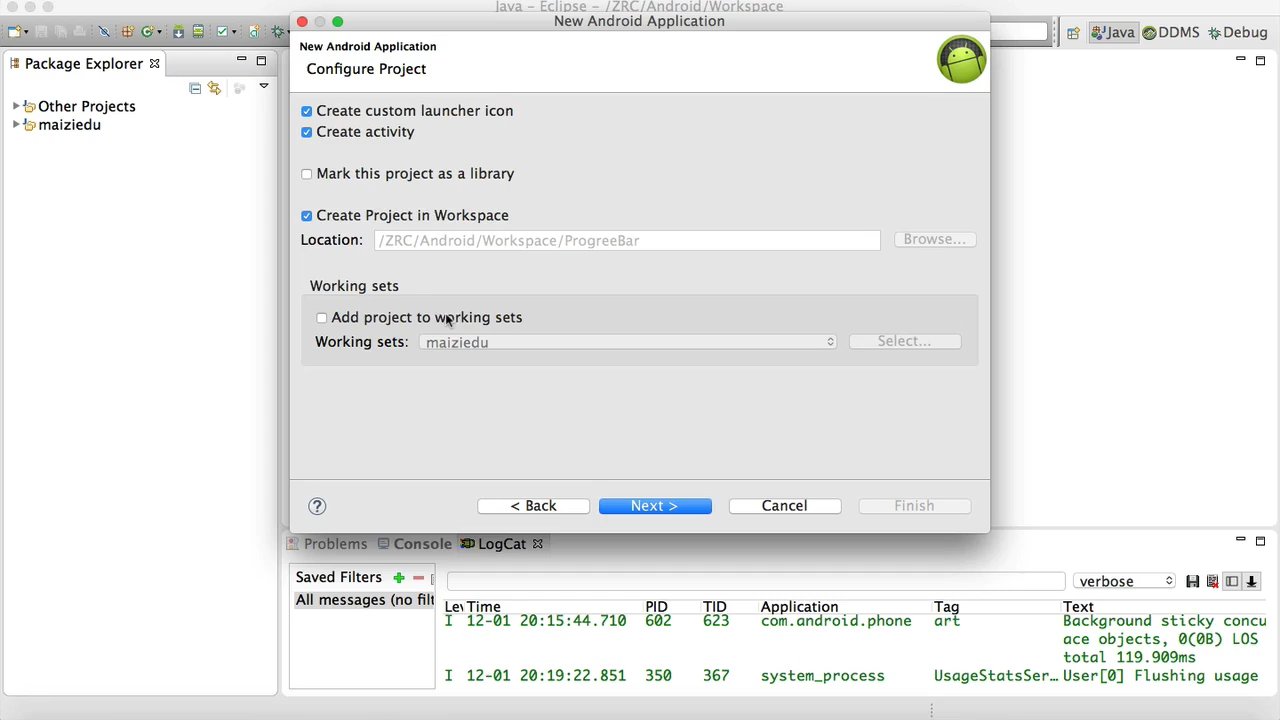 Java – Eclipse – /ZRC/Android/Workspace
New Android Application
Java
DDMS
Debug
Package Explorer
Other Projects
maiziedu
New Android Application
Configure Project
Create custom launcher icon
Create activity
Mark this project as a library
Create Project in Workspace
Location: /ZRC/Android/Workspace/ProgreeBar Browse...
Working sets
Add project to working sets
Working sets: maiziedu Select...
? < Back Next > Cancel Finish
Problems Console LogCat
Saved Filters
All messages (no filt
verbose
Lev Time PID TID Application Tag Text
I 12-01 20:15:44.710 602 623 com.android.phone art Background sticky concu
ace objects, 0(0B) LOS
total 119.909ms
I 12-01 20:19:22.851 350 367 system_process UsageStatsSer… User[0] Flushing usage